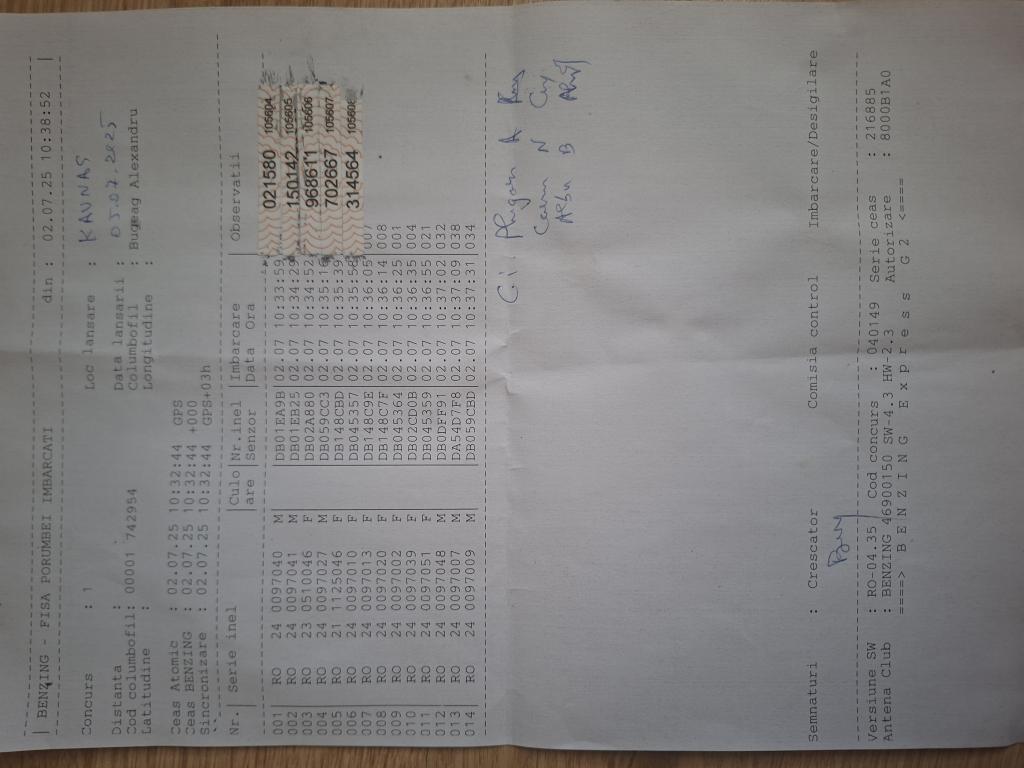 | BENZING - FISA PORUMBEI IMBARCATI din : 02.07.25 10:38:52 |
Concurs : 1 Loc lansare : KAUNAS
Distanta : Data lansarii : 05.07.2025
Cod columbofil: 00001 742954 Columbofil : Bugeag Alexandru
Latitudine : Longitudine :
Ceas Atomic : 02.07.25 10:32:44 GPS
Ceas BENZING : 02.07.25 10:32:44 +000
Sincronizare : 02.07.25 10:32:44 GPS+03h
Nr.| Serie inel |Culo|Nr.inel |Imbarcare | Observatii
|are |Senzor |Data Ora |
001 | RO 24 0097040 M |DB01EA9B|02.07 10:33:59 021580 105604
002 | RO 24 0097041 M |DB01EB25|02.07 10:34:28 150142 105605
003 | RO 23 0510046 F |DB02A860|02.07 10:34:52 968611 105606
004 | RO 24 0097027 M |DB059CC3|02.07 10:35:16 702667 105607
005 | RO 21 1125046 F |DB148CBD|02.07 10:35:39 314564 105608
006 | RO 24 0097010 F |DB045357|02.07 10:35:56
007 | RO 24 0097013 F |DB148C9E|02.07 10:36:05|007
008 | RO 24 0097020 F |DB148C7F|02.07 10:36:14|008
009 | RO 24 0097002 F |DB045364|02.07 10:36:25|001
010 | RO 24 0097039 F |DB02CD0B|02.07 10:36:35|004
011 | RO 24 0097051 F |DB045359|02.07 10:36:55|021
012 | RO 24 0097048 M |DB0DFF91|02.07 10:37:02|032
013 | RO 24 0097007 M |DA54D7F8|02.07 10:37:09|038
014 | RO 24 0097009 M |DB059CBD|02.07 10:37:31|034
C.i. A
N
B
Semnaturi : Crescator Comisia control Imbarcare/Desigilare
Versiune SW : RO-04.35 / Cod concurs : 040149 Serie ceas : 216885
Antena Club : BENZING 46900150 SW-4.3 HW-2.3 Autorizare : 8000B1A0
====> B E N Z I N G E x p r e s s G 2 <====